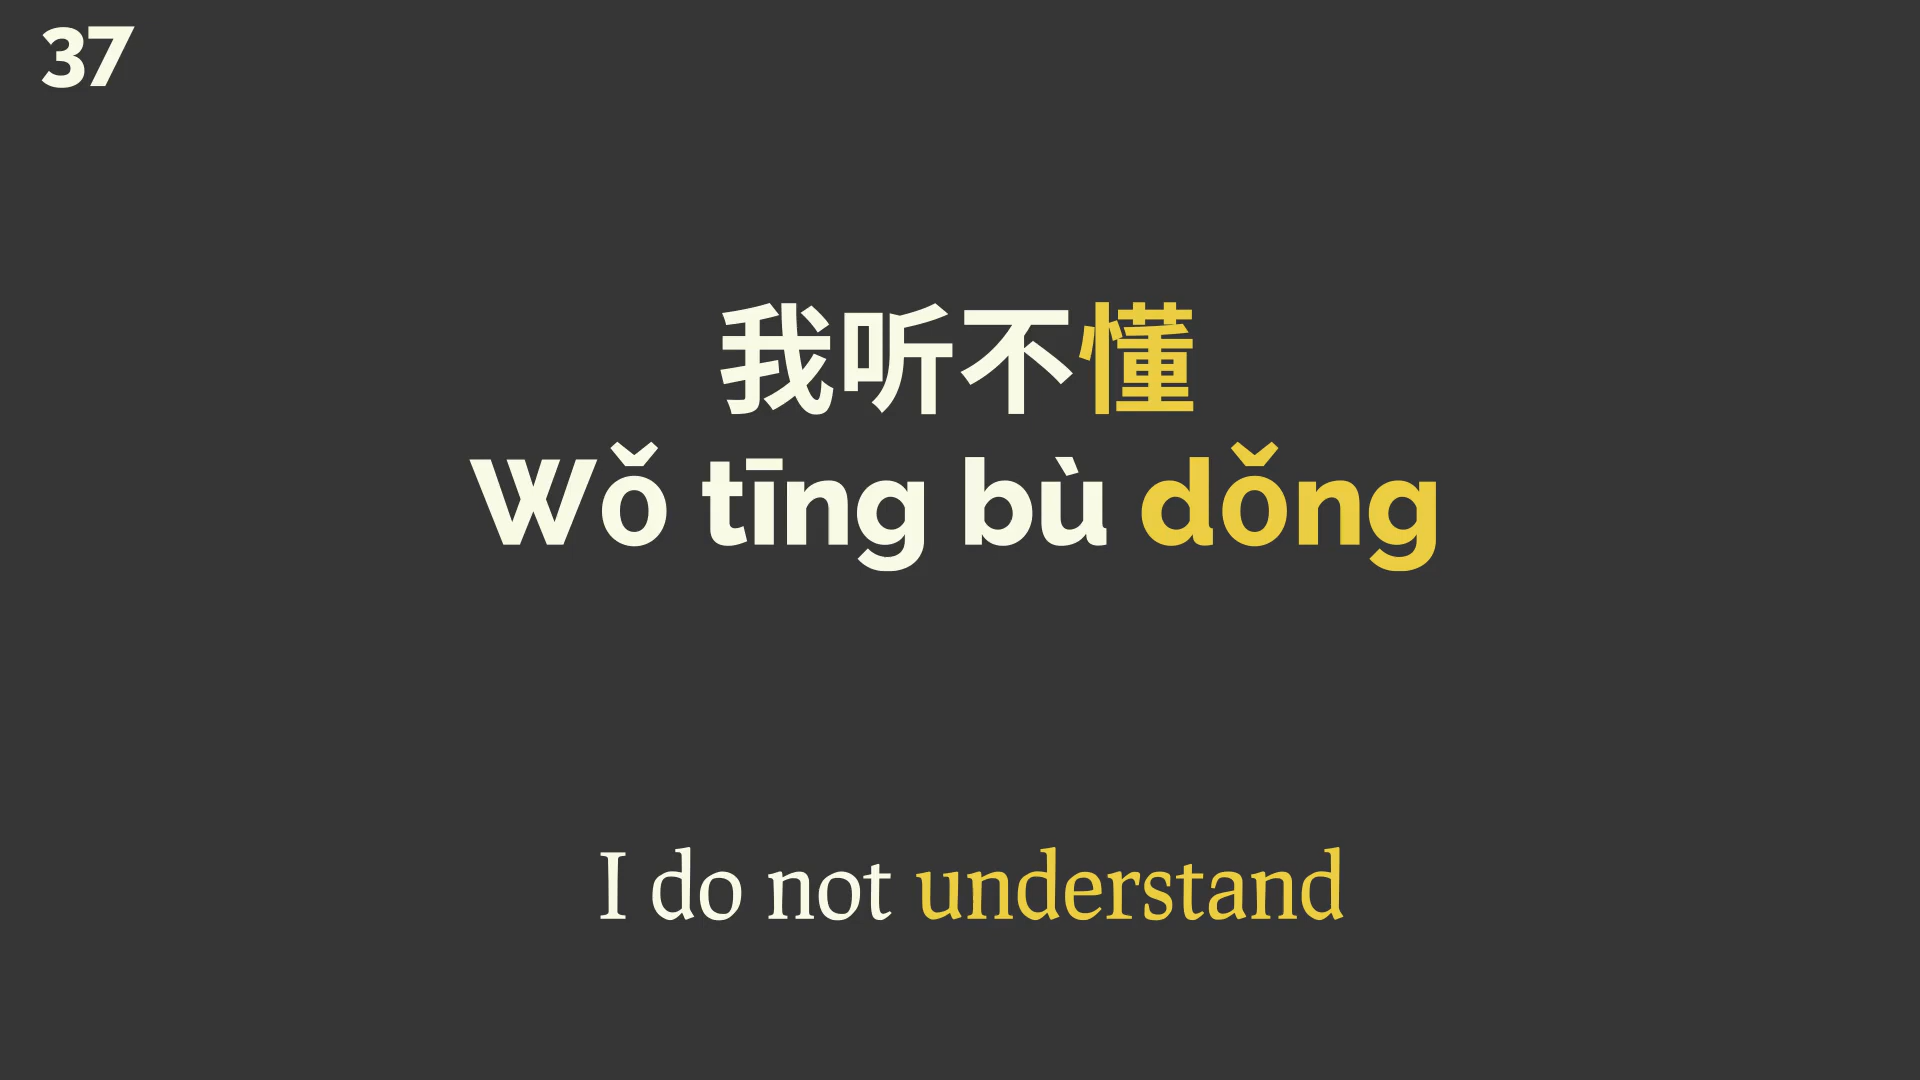 37
我听不懂
Wǒ tīng bù dǒng
I do not understand